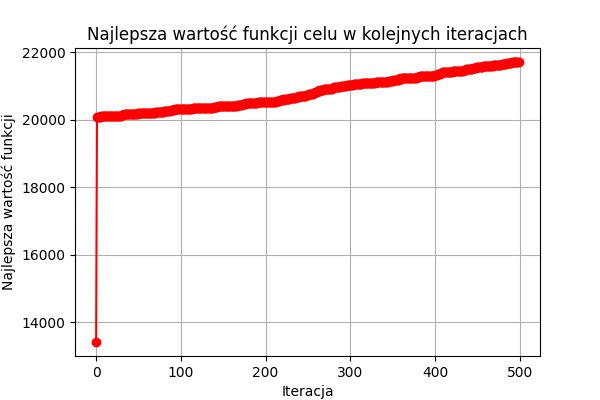 Najlepsza wartość funkcji celu w kolejnych iteracjach
Najlepsza wartość funkcji
22000
20000
18000
16000
14000
0 100 200 300 400 500
Iteracja